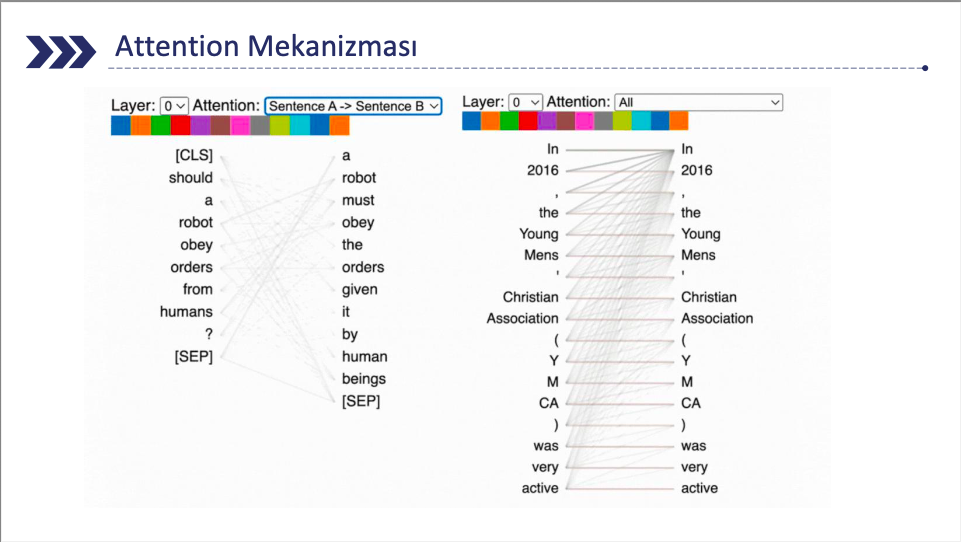 Attention Mekanizması
Layer: 0 Attention: Sentence A -> Sentence B
[CLS] a
should robot
a must
robot obey
obey the
orders orders
from given
humans it
? by
[SEP] human
beings
[SEP]
Layer: 0 Attention: All
In In
2016 2016
, ,
the the
Young Young
Mens Mens
' '
Christian Christian
Association Association
( (
Y Y
M M
CA CA
) )
was was
very very
active active